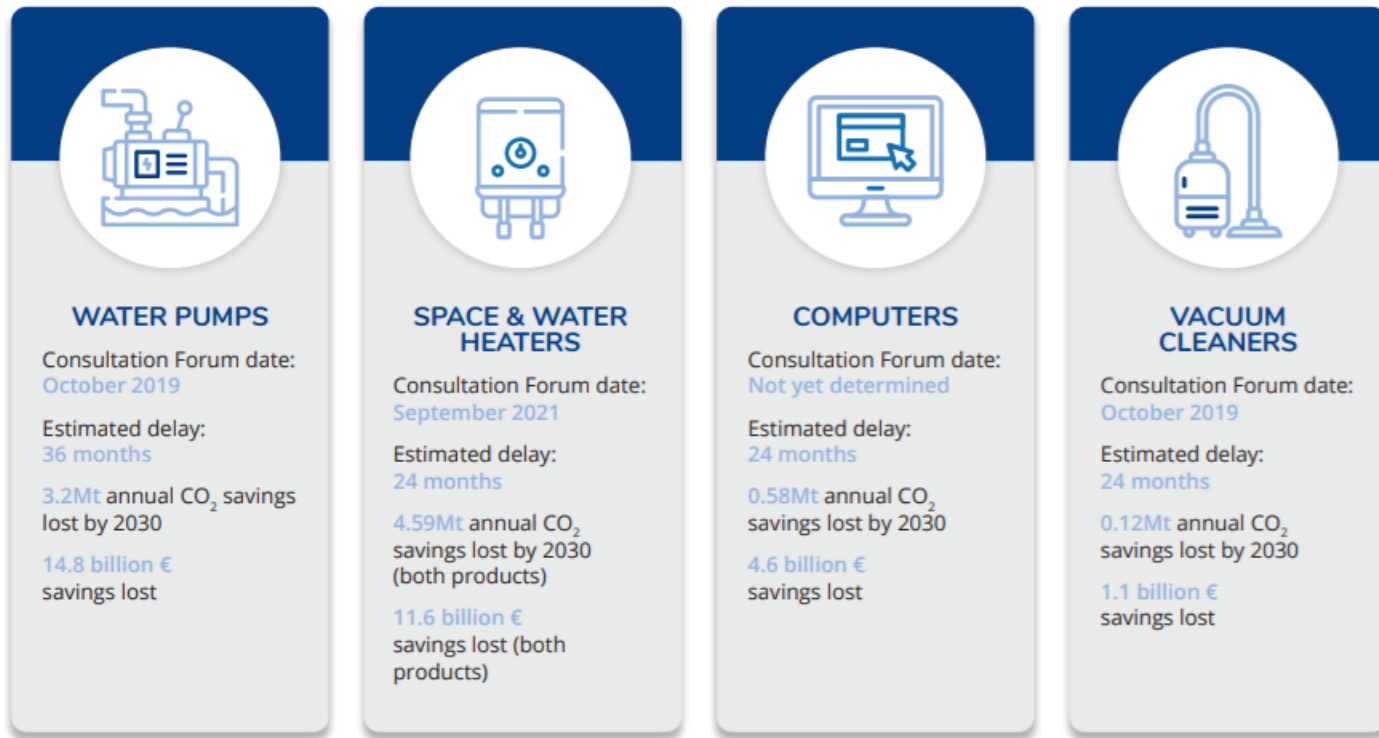 WATER PUMPS
Consultation Forum date:
October 2019
Estimated delay:
36 months
3.2Mt annual CO₂ savings
lost by 2030
14.8 billion €
savings lost
SPACE & WATER
HEATERS
Consultation Forum date:
September 2021
Estimated delay:
24 months
4.59Mt annual CO₂
savings lost by 2030
(both products)
11.6 billion €
savings lost (both
products)
COMPUTERS
Consultation Forum date:
Not yet determined
Estimated delay:
24 months
0.58Mt annual CO₂
savings lost by 2030
4.6 billion €
savings lost
VACUUM
CLEANERS
Consultation Forum date:
October 2019
Estimated delay:
24 months
0.12Mt annual CO₂
savings lost by 2030
1.1 billion €
savings lost